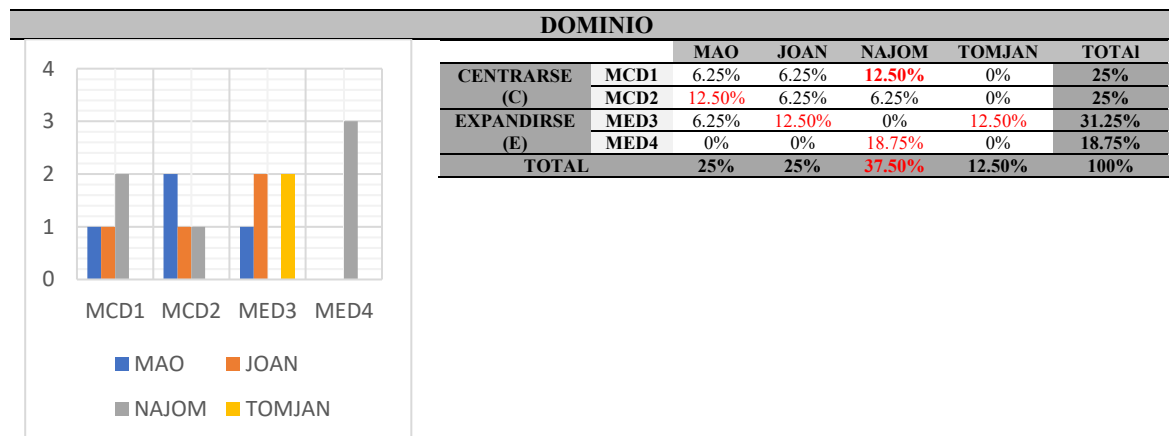 DOMINIO
4
3
2
1
0
MCD1 MCD2 MED3 MED4
MAO JOAN
NAJOM TOMJAN
MAO JOAN NAJOM TOMJAN TOTAl
CENTRARSE MCD1 6.25% 6.25% 12.50% 0% 25%
(C) MCD2 12.50% 6.25% 6.25% 0% 25%
EXPANDIRSE MED3 6.25% 12.50% 0% 12.50% 31.25%
(E) MED4 0% 0% 18.75% 0% 18.75%
TOTAL 25% 25% 37.50% 12.50% 100%